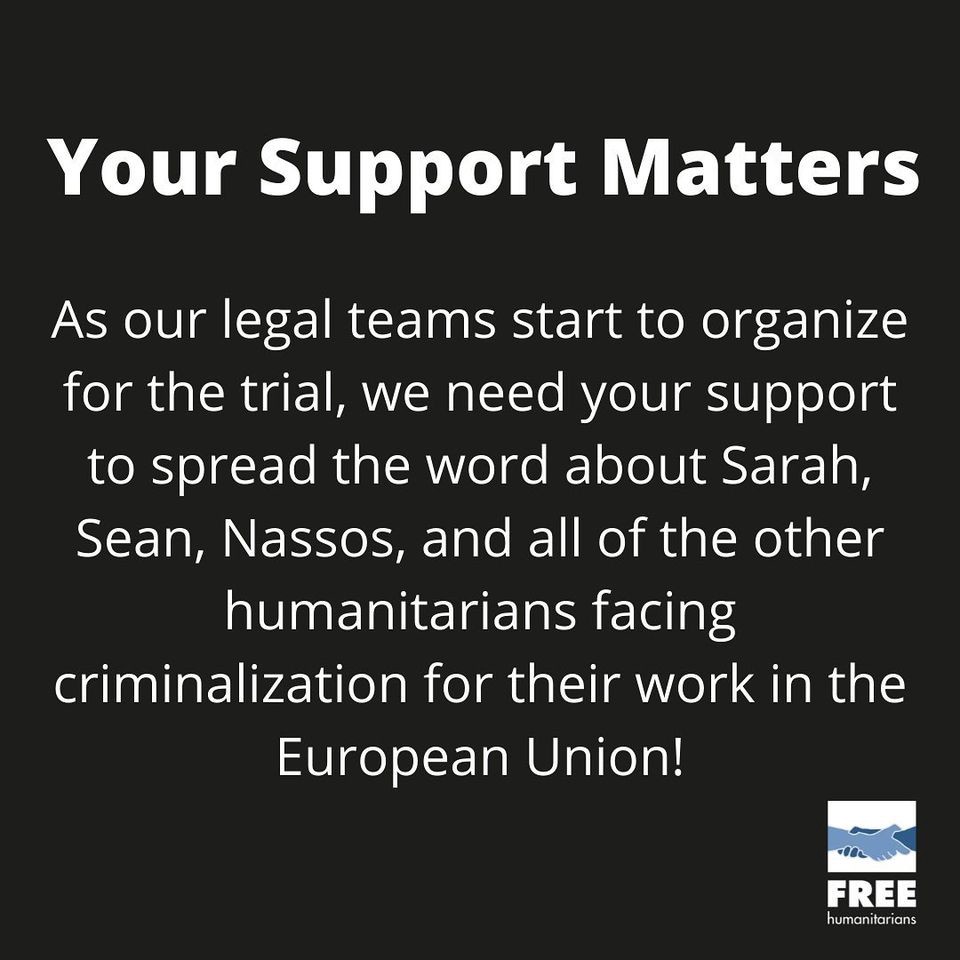 Your Support Matters
As our legal teams start to organize
for the trial, we need your support
to spread the word about Sarah,
Sean, Nassos, and all of the other
humanitarians facing
criminalization for their work in the
European Union!
FREE
humanitarians